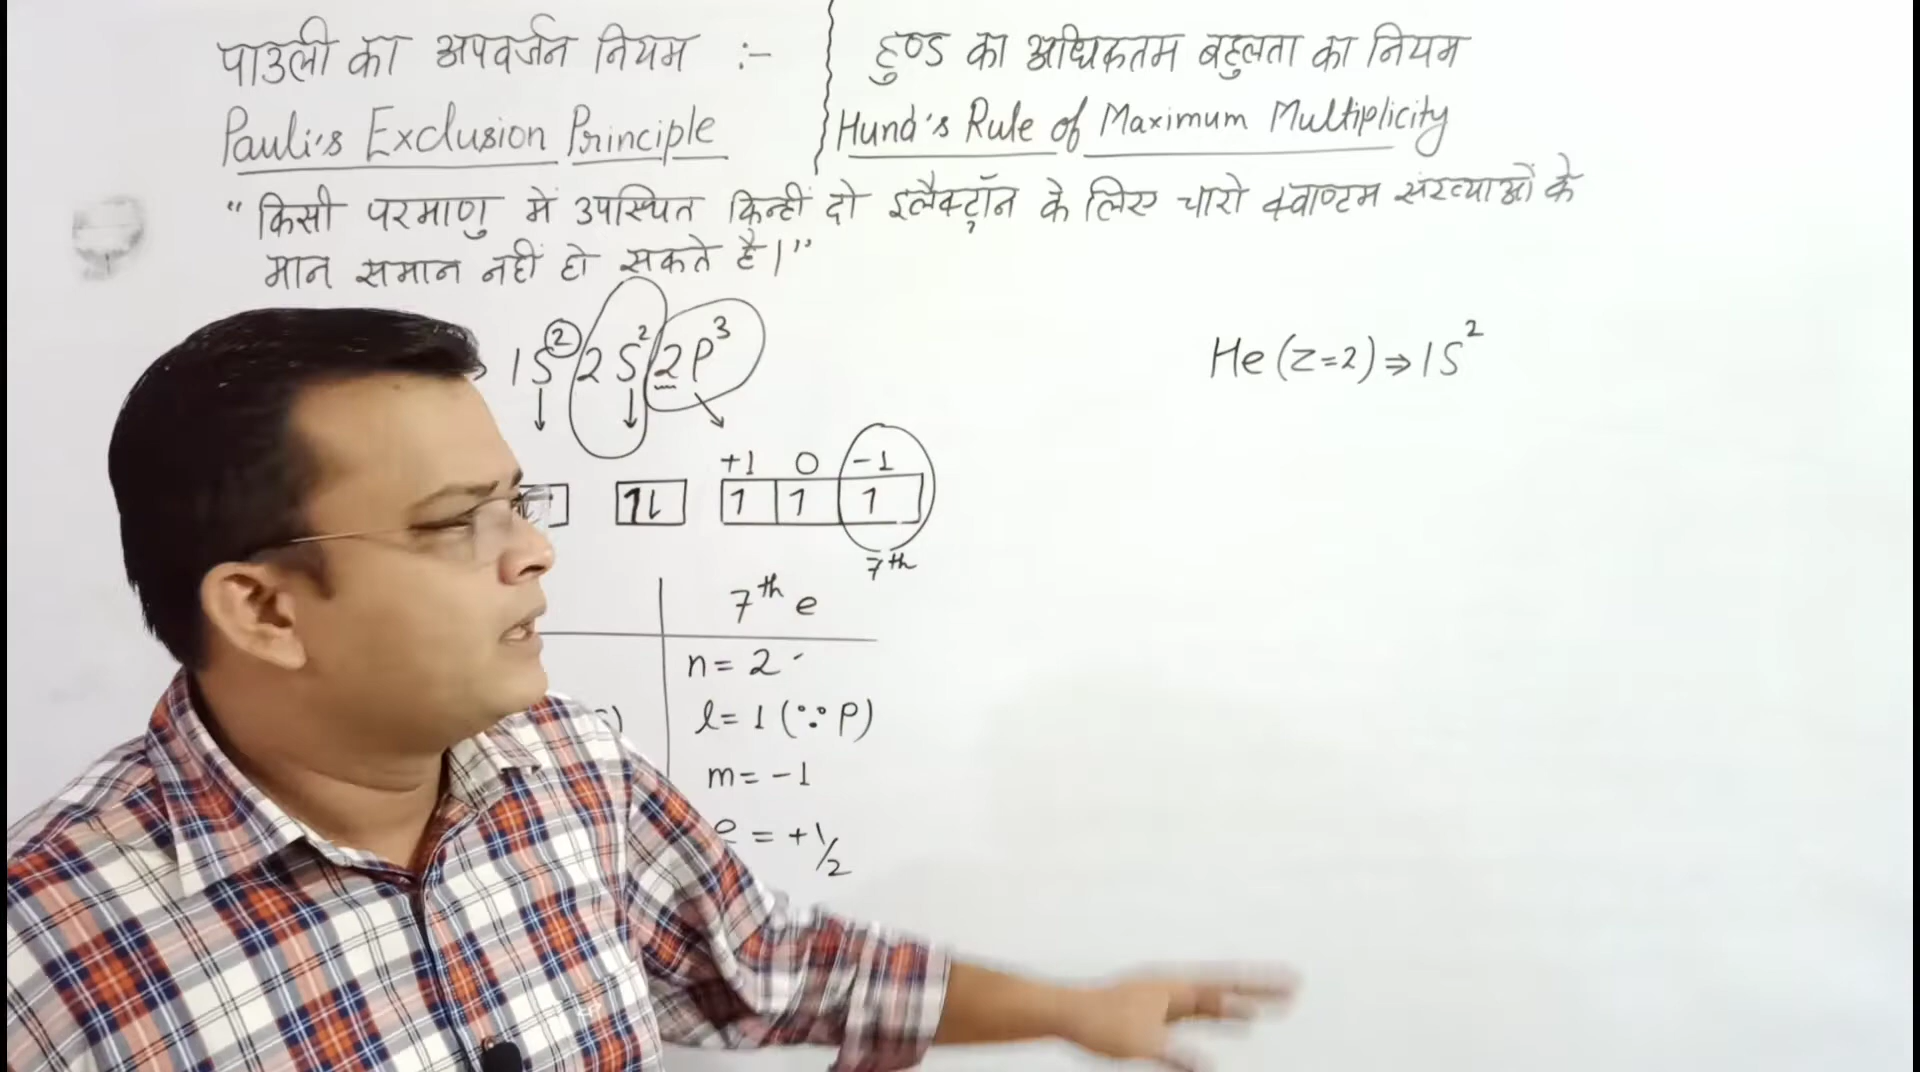 पाउली का अपवर्जन नियम :-
Pauli's Exclusion Principle
हुण्ड का अधिकतम बहुलता का नियम
Hund's Rule of Maximum Multiplicity
“ किसी परमाणु में उपस्थित किन्हीं दो इलैक्ट्रॉन के लिए चारो क्वाण्टम संख्याओं के
मान समान नहीं हो सकते है।”
1S² 2S² 2P³
He (Z=2) ⇒ 1S²
+1 0 -1
1L 1 1 1
7th
7th e
n = 2
l = 1 (∵ P)
m = -1
= +1/2